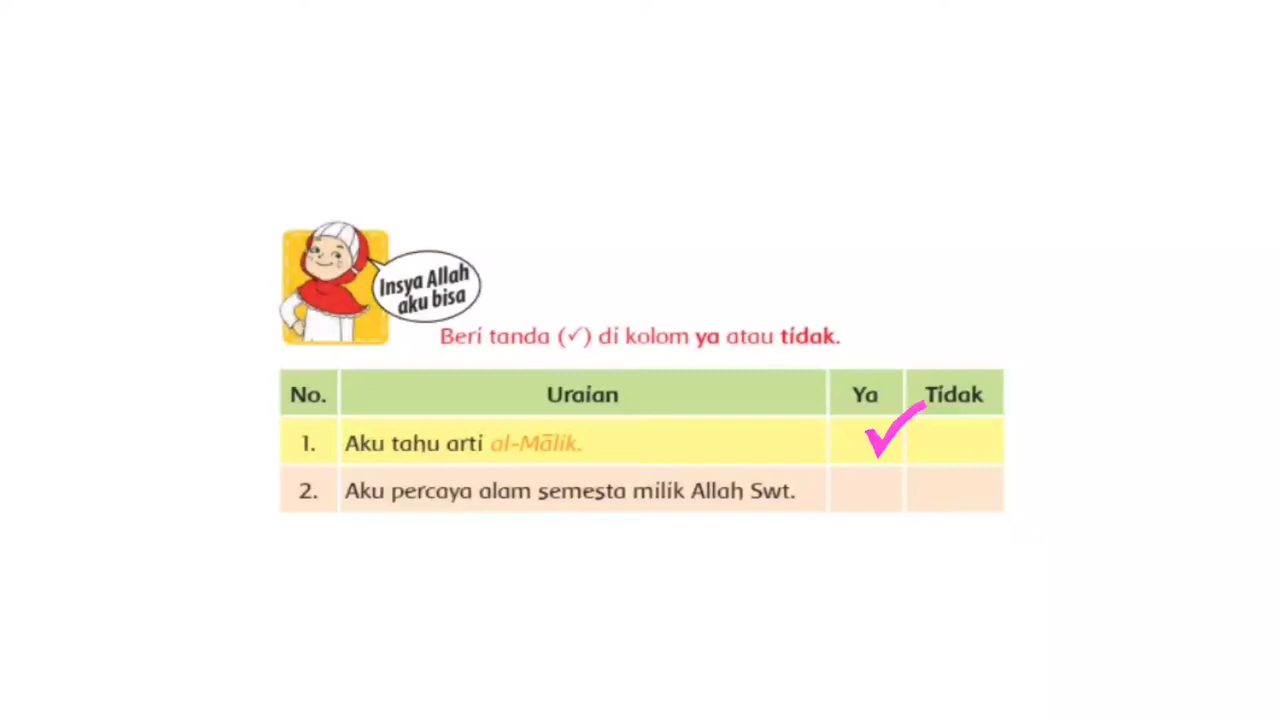 Insya Allah
aku bisa
Beri tanda (✓) di kolom ya atau tidak.
No. Uraian Ya Tidak
1. Aku tahu arti al-Mālik. ✓
2. Aku percaya alam semesta milik Allah Swt.